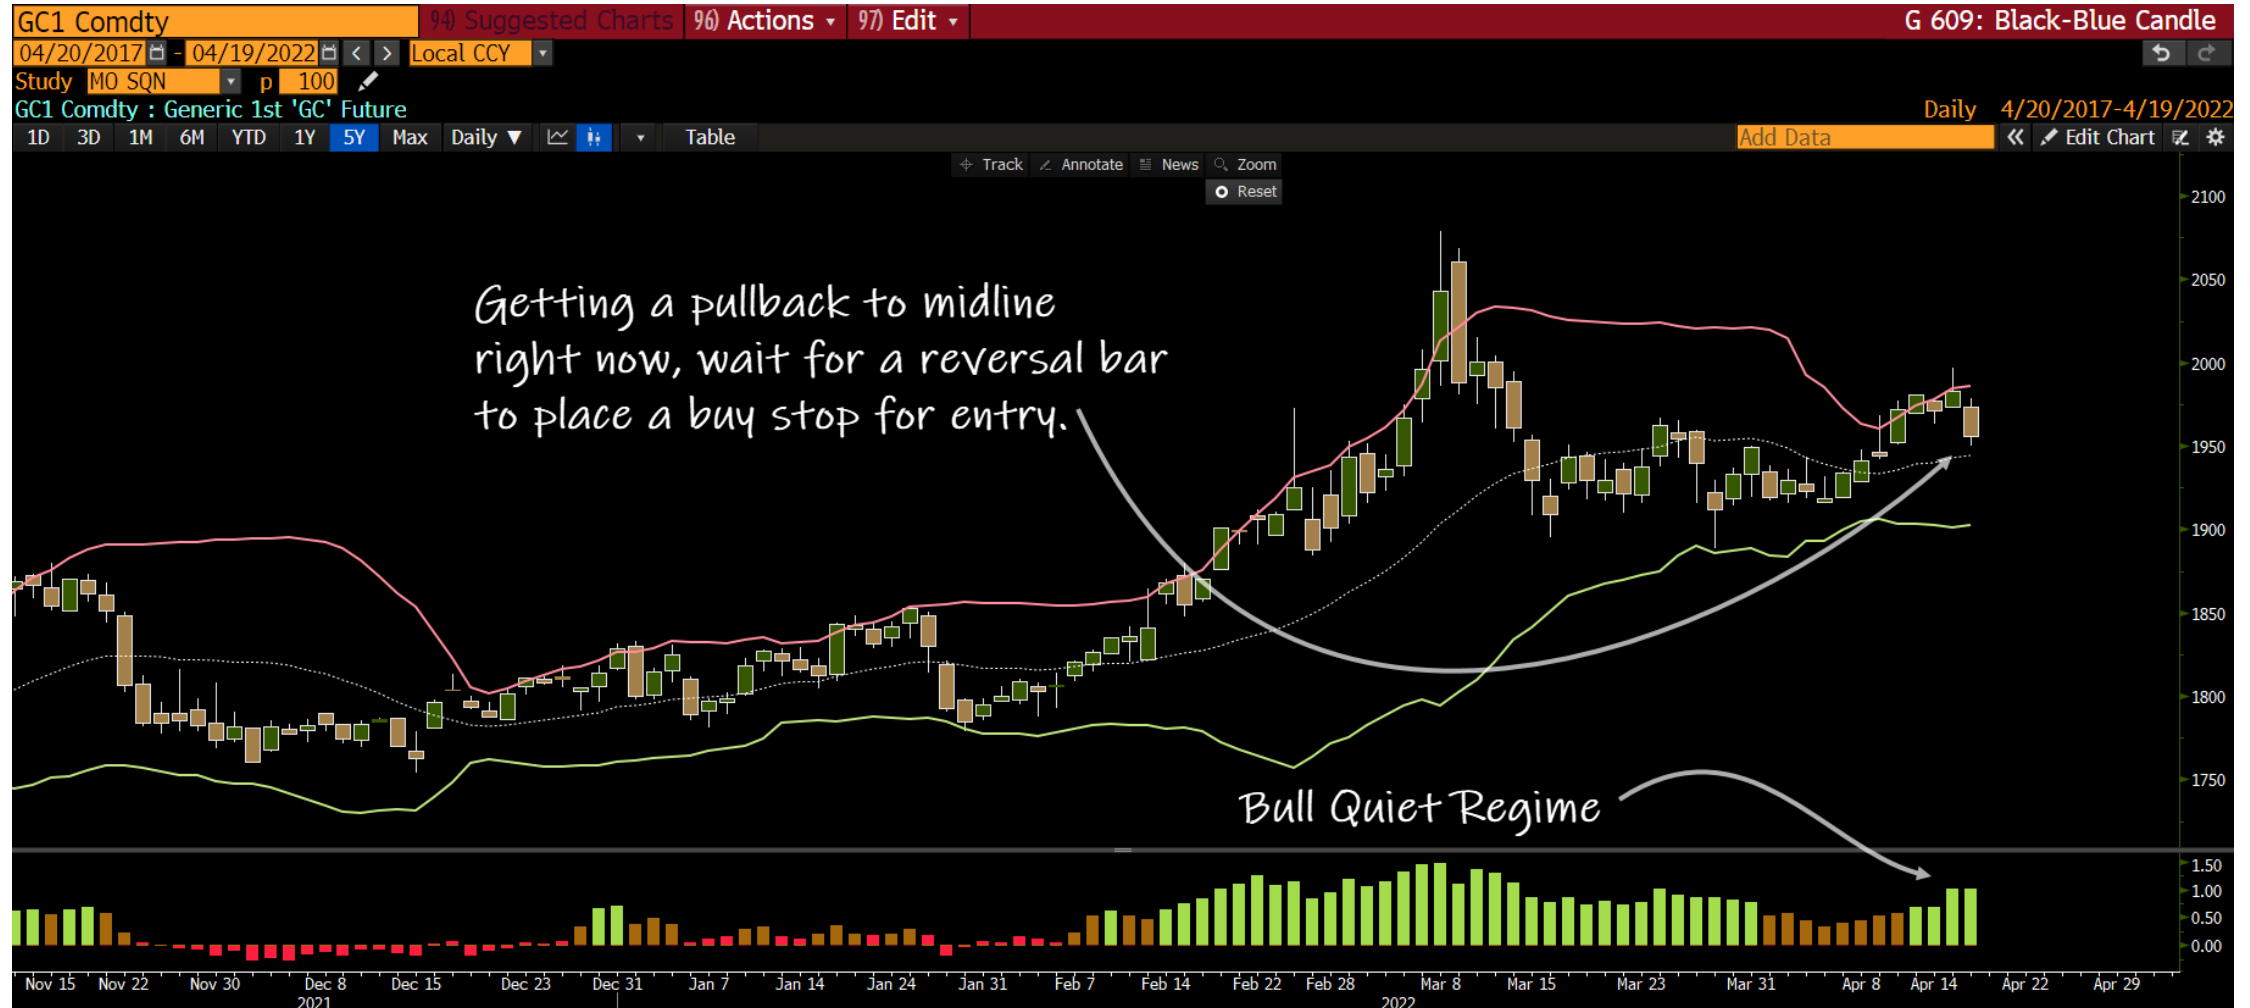 GC1 Comdty 94) Suggested Charts 96) Actions 97) Edit G 609: Black-Blue Candle
04/20/2017 - 04/19/2022 < > Local CCY
Study MO SQN p 100
GC1 Comdty : Generic 1st 'GC' Future Daily 4/20/2017-4/19/2022
1D 3D 1M 6M YTD 1Y 5Y Max Daily ▼ Table Add Data « Edit Chart
Track Annotate News Zoom
Reset
2100
2050
Getting a pullback to midline
right now, wait for a reversal bar
to place a buy stop for entry.
2000
1950
1900
1850
1800
1750
Bull Quiet Regime
1.50
1.00
0.50
0.00
Nov 15 Nov 22 Nov 30 Dec 8 Dec 15 Dec 23 Dec 31 Jan 7 Jan 14 Jan 24 Jan 31 Feb 7 Feb 14 Feb 22 Feb 28 Mar 8 Mar 15 Mar 23 Mar 31 Apr 8 Apr 14 Apr 22 Apr 29
2021 2022